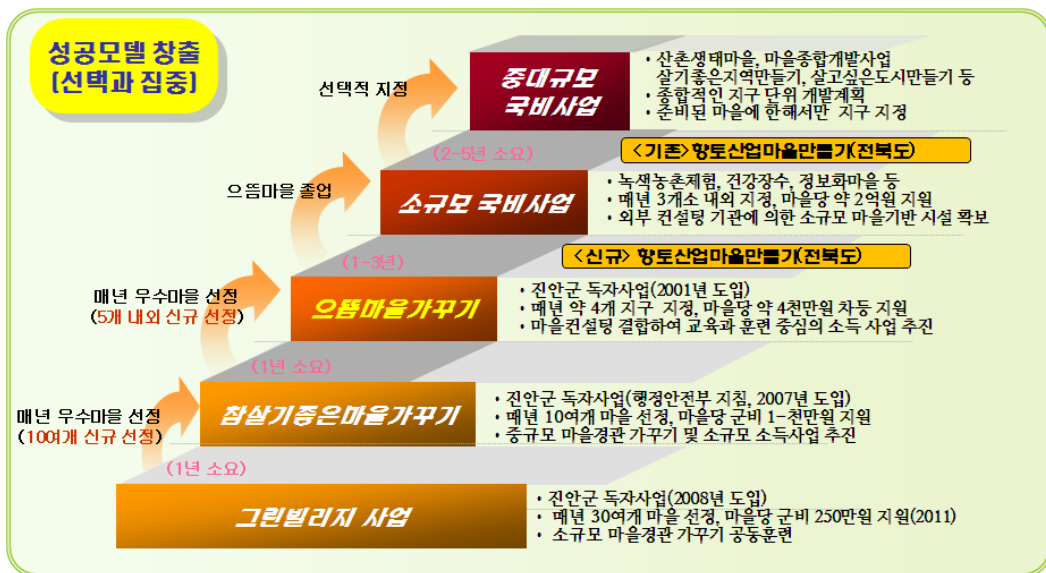 성공모델 창출
(선택과 집중)
선택적 지정
중대규모
국비사업
• 산촌생태마을, 마을종합개발사업
살기좋은지역만들기, 살고싶은도시만들기 등
• 종합적인 지구 단위 개발계획
• 준비된 마을에 한해서만 지구 지정
(2-5년 소요)
<기존>향토산업마을만들기(전북도)
으뜸마을 졸업
소규모 국비사업
• 녹색농촌체험, 건강장수, 정보화마을 등
• 매년 3개소 내외 지정, 마을당 약 2억원 지원
• 외부 컨설팅 기관에 의한 소규모 마을기반 시설 확보
(1-3년)
<신규> 향토산업마을만들기(전북도)
매년 우수마을 선정
(5개 내외 신규 선정)
으뜸마을가꾸기
• 진안군 독자사업(2001년 도입)
• 매년 약 4개 지구 지정, 마을당 약 4천만원 차등 지원
• 마을컨설팅 결합하여 교육과 훈련 중심의 소득 사업 추진
(1년 소요)
매년 우수마을 선정
(10여개 신규 선정)
참살기좋은마을가꾸기
• 진안군 독자사업(행정안전부 지침, 2007년 도입)
• 매년 10여개 마을 선정, 마을당 군비 1-천만원 지원
• 중규모 마을경관 가꾸기 및 소규모 소득사업 추진
(1년 소요)
그린빌리지 사업
• 진안군 독자사업(2008년 도입)
• 매년 30여개 마을 선정, 마을당 군비 250만원 지원(2011)
• 소규모 마을경관 가꾸기 공동훈련